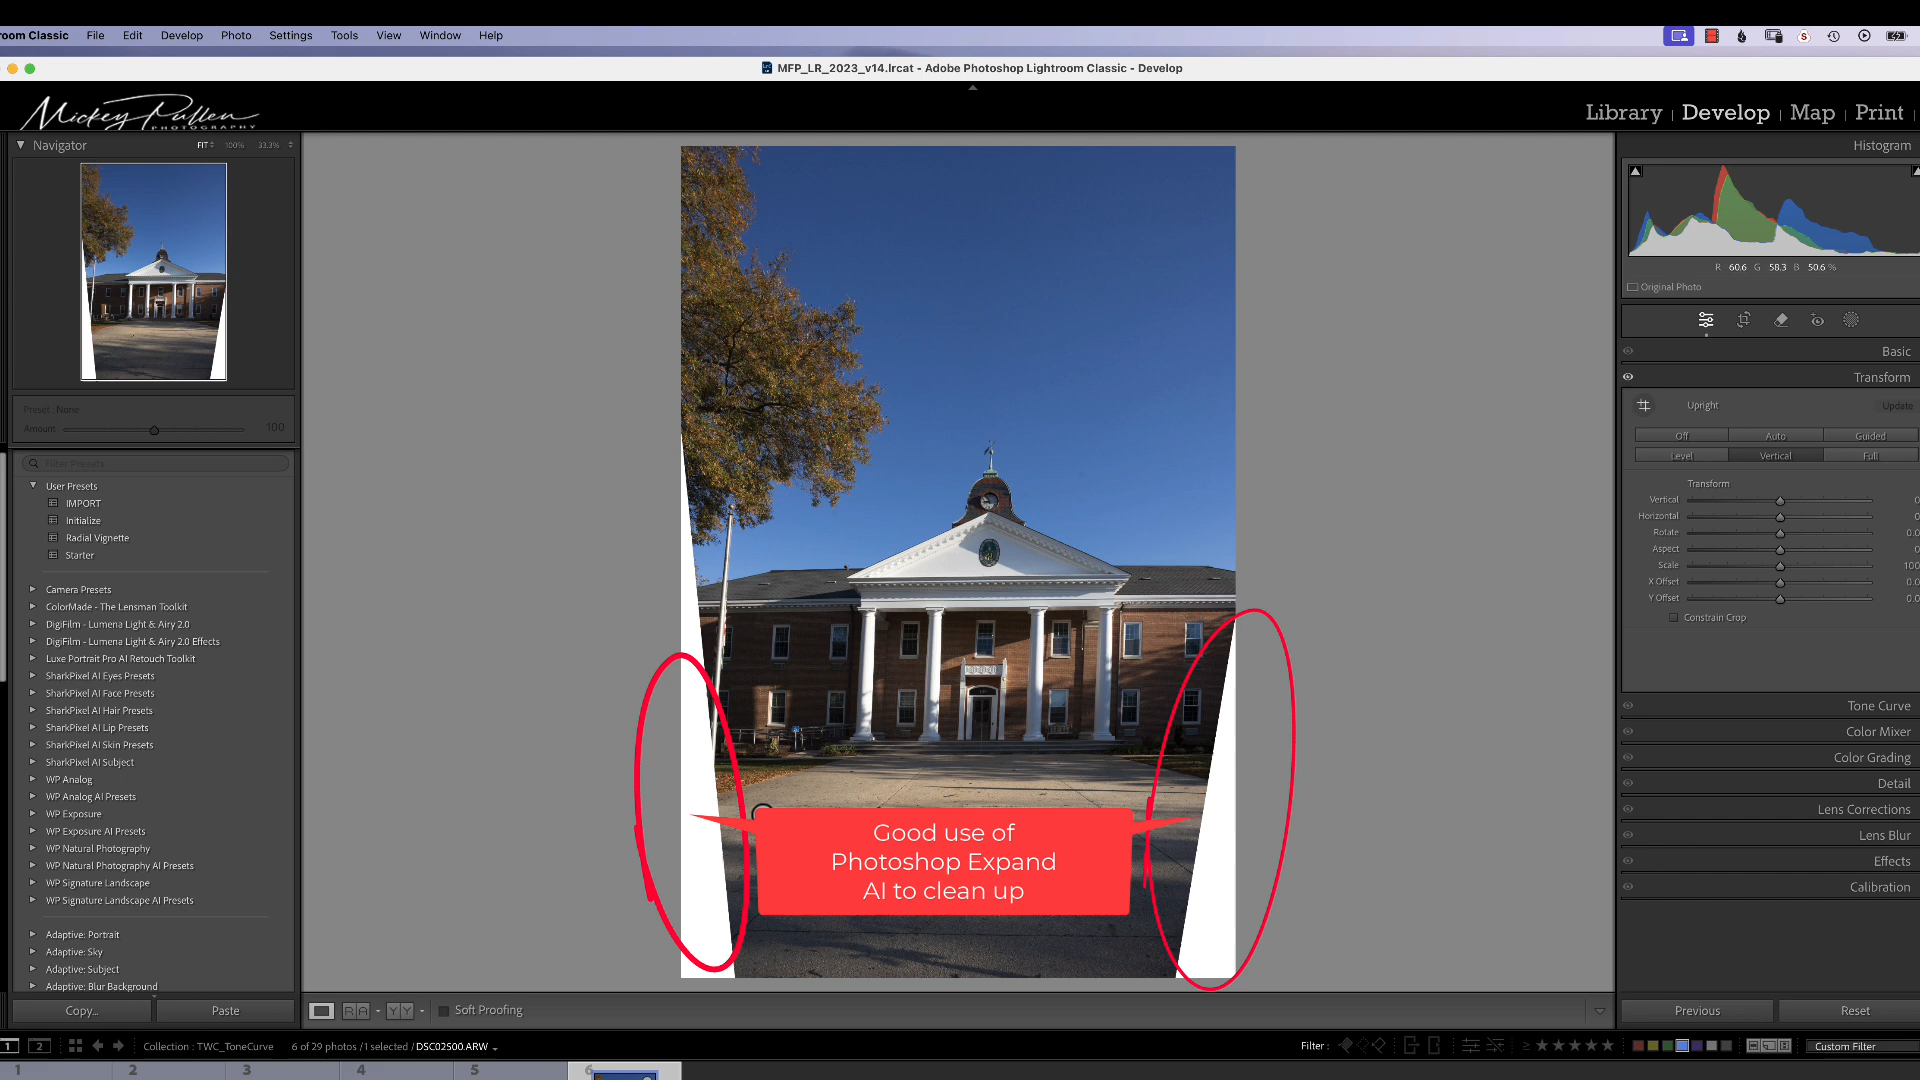 room Classic File Edit Develop Photo Settings Tools View Window Help
MFP_LR_2023_v14.lrcat - Adobe Photoshop Lightroom Classic - Develop
Mickey Pullen
PHOTOGRAPHY
Library | Develop | Map | Print |
Navigator FIT 100% 33.3%
Histogram
R 60.6 G 58.3 B 50.6 %
Original Photo
Basic
Transform
Upright Update
Off Auto Guided
Level Vertical Full
Transform
Vertical 0
Horizontal 0
Rotate 0.0
Aspect 0
Scale 100
X Offset 0.0
Y Offset 0.0
Constrain Crop
Tone Curve
Color Mixer
Color Grading
Detail
Lens Corrections
Lens Blur
Effects
Calibration
Previous Reset
Preset : None
Amount 100
Filter Presets
User Presets
IMPORT
Initialize
Radial Vignette
Starter
Camera Presets
ColorMade - The Lensman Toolkit
DigiFilm - Lumena Light & Airy 2.0
DigiFilm - Lumena Light & Airy 2.0 Effects
Luxe Portrait Pro AI Retouch Toolkit
SharkPixel AI Eyes Presets
SharkPixel AI Face Presets
SharkPixel AI Hair Presets
SharkPixel AI Lip Presets
SharkPixel AI Skin Presets
SharkPixel AI Subject
WP Analog
WP Analog AI Presets
WP Exposure
WP Exposure AI Presets
WP Natural Photography
WP Natural Photography AI Presets
WP Signature Landscape
WP Signature Landscape AI Presets
Adaptive: Portrait
Adaptive: Sky
Adaptive: Subject
Adaptive: Blur Background
Copy... Paste
Good use of
Photoshop Expand
AI to clean up
R A Y Y Soft Proofing
1 2 Collection : TWC_ToneCurve 6 of 29 photos /1 selected / DSC02500.ARW
Filter : Custom Filter
1 2 3 4 5 6